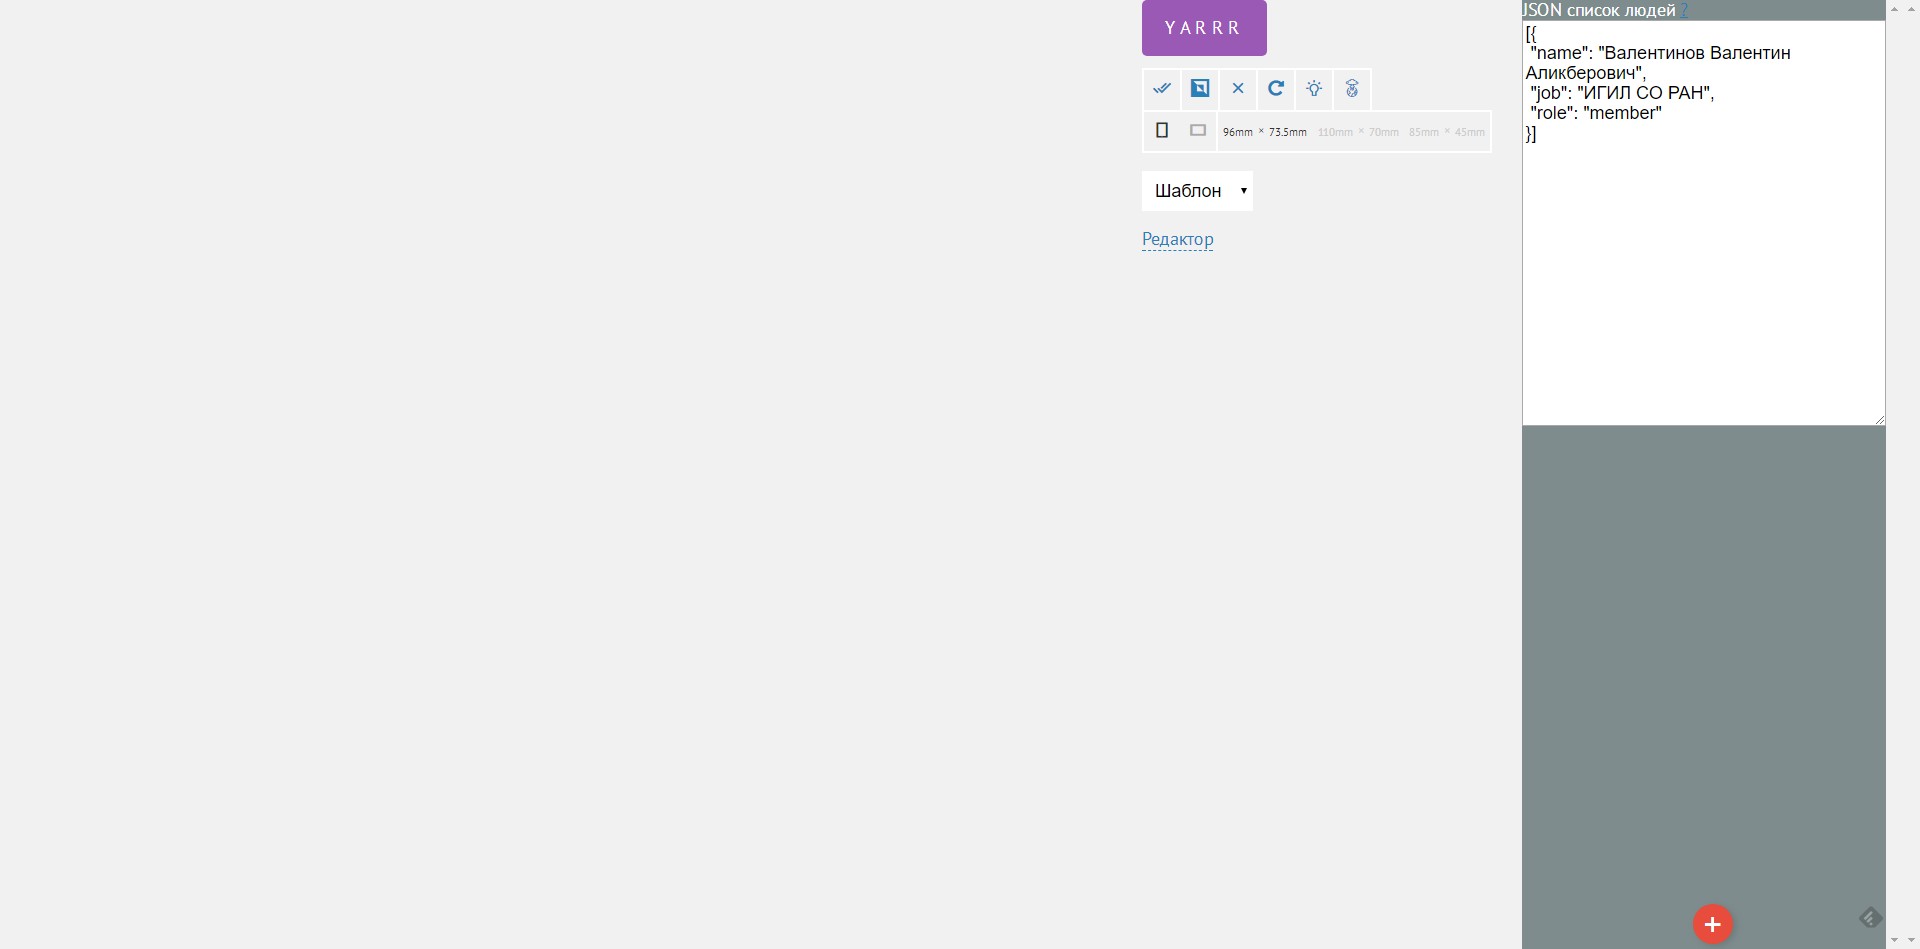 YARRR
96mm × 73.5mm 110mm × 70mm 85mm × 45mm
Шаблон
Редактор
JSON список людей ?
[{
"name": "Валентинов Валентин
Аликберович",
"job": "ИГИЛ СО РАН",
"role": "member"
}]